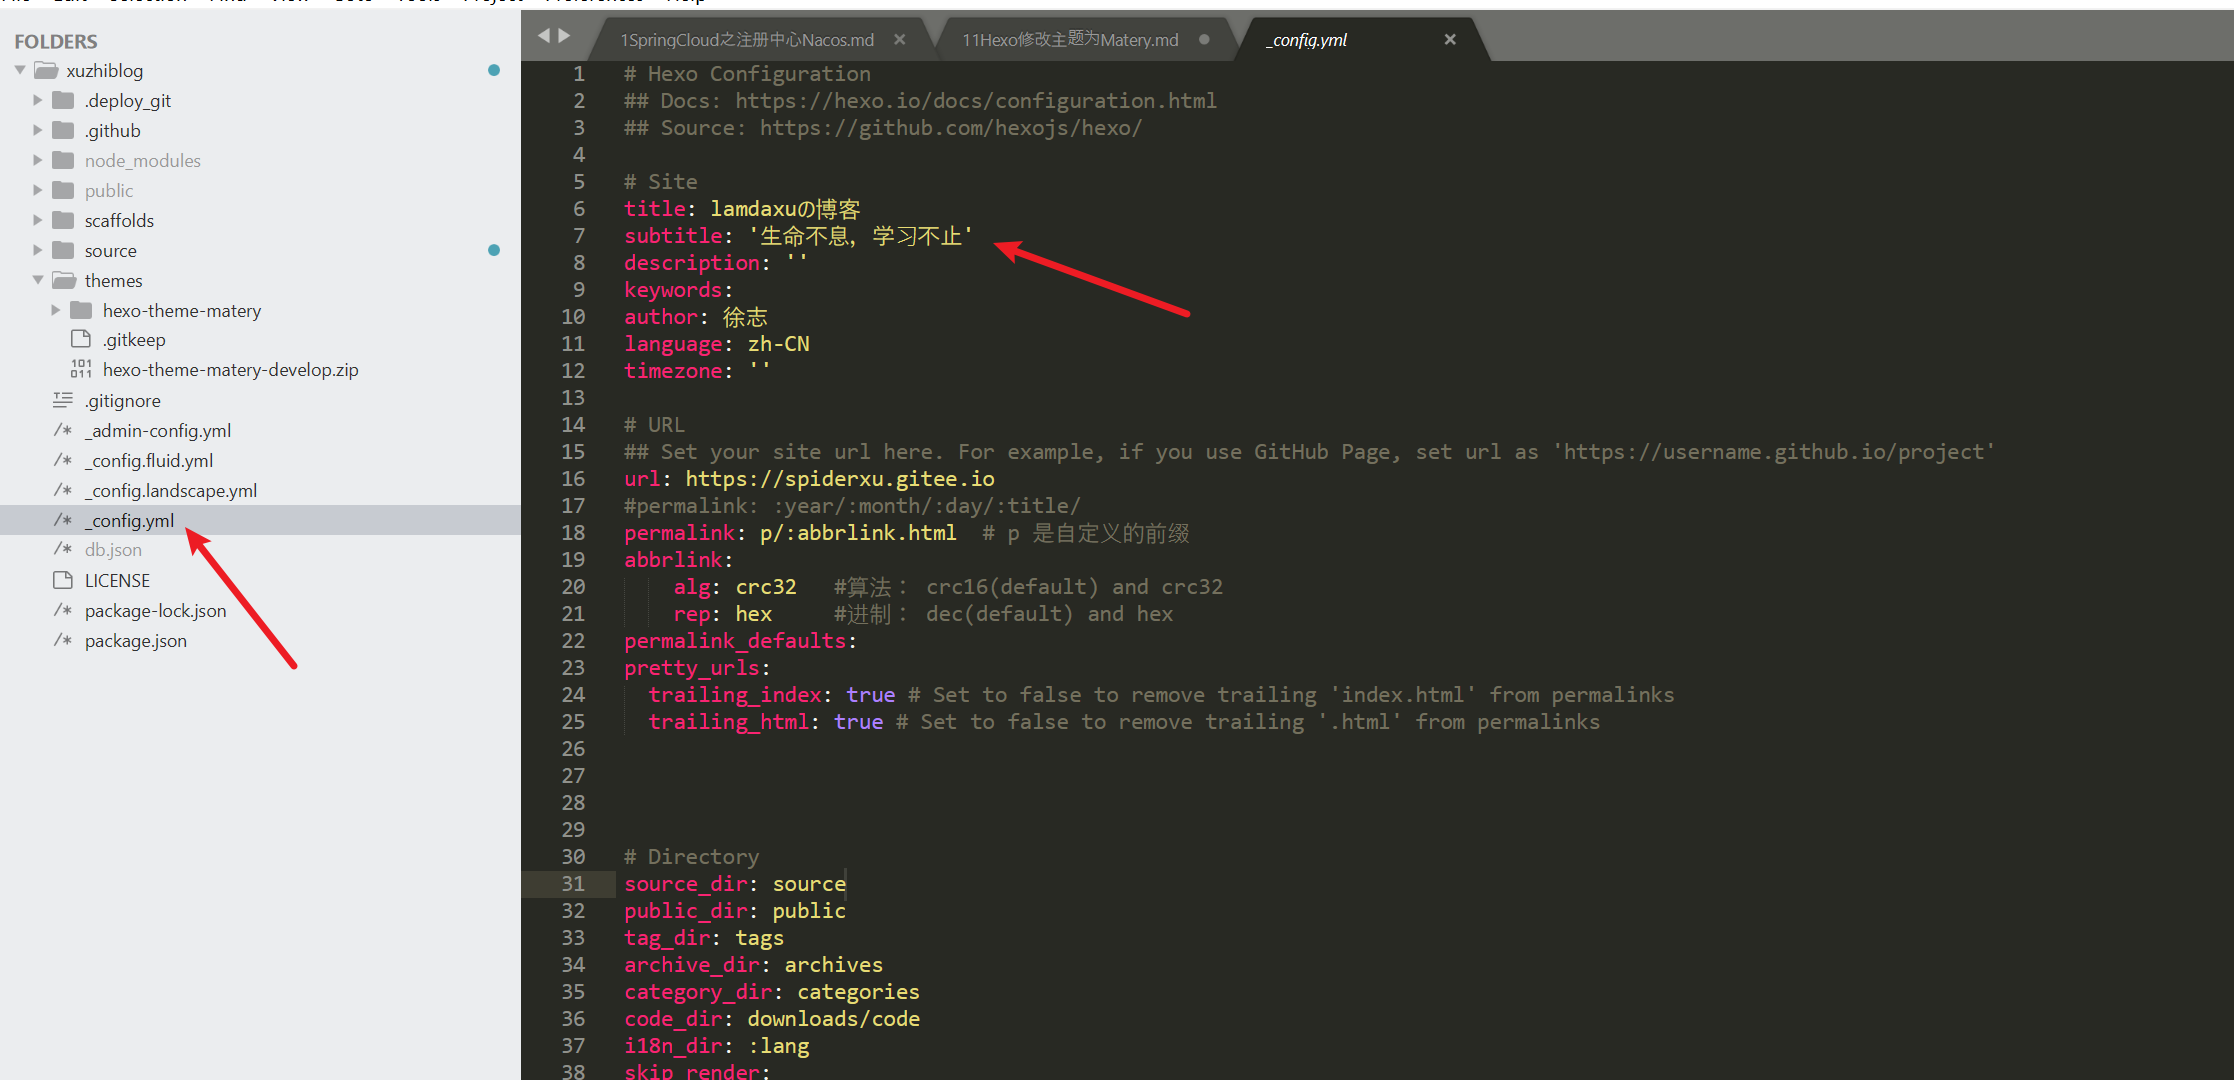 FOLDERS
xuzhiblog
.deploy_git
.github
node_modules
public
scaffolds
source
themes
hexo-theme-matery
.gitkeep
hexo-theme-matery-develop.zip
.gitignore
_admin-config.yml
_config.fluid.yml
_config.landscape.yml
_config.yml
db.json
LICENSE
package-lock.json
package.json
1SpringCloud之注册中心Nacos.md
11Hexo修改主题为Matery.md
_config.yml
1 # Hexo Configuration
2 ## Docs: https://hexo.io/docs/configuration.html
3 ## Source: https://github.com/hexojs/hexo/
4
5 # Site
6 title: lamdaxuの博客
7 subtitle: '生命不息，学习不止'
8 description: ''
9 keywords:
10 author: 徐志
11 language: zh-CN
12 timezone: ''
13
14 # URL
15 ## Set your site url here. For example, if you use GitHub Page, set url as 'https://username.github.io/project'
16 url: https://spiderxu.gitee.io
17 #permalink: :year/:month/:day/:title/
18 permalink: p/:abbrlink.html  # p 是自定义的前缀
19 abbrlink:
20     alg: crc32   #算法： crc16(default) and crc32
21     rep: hex     #进制： dec(default) and hex
22 permalink_defaults:
23 pretty_urls:
24   trailing_index: true # Set to false to remove trailing 'index.html' from permalinks
25   trailing_html: true # Set to false to remove trailing '.html' from permalinks
26
27
28
29
30 # Directory
31 source_dir: source
32 public_dir: public
33 tag_dir: tags
34 archive_dir: archives
35 category_dir: categories
36 code_dir: downloads/code
37 i18n_dir: :lang
38 skip_render: